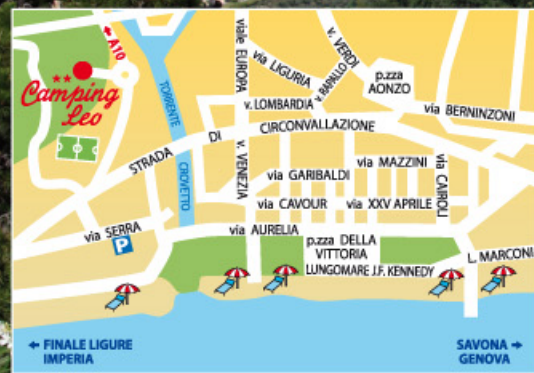 A10
★★
Camping
Leo
TORRENTE
CROVETTO
viale EUROPA
v. VENEZIA
via LIGURIA
v. VERDI
v. RAPALLO
p.zza
AONZO
v. LOMBARDIA
via BERNINZONI
STRADA DI CIRCONVALLAZIONE
via MAZZINI
via GARIBALDI
via CAIROLI
via CAVOUR
via XXV APRILE
via SERRA
P
via AURELIA
p.zza DELLA
VITTORIA
LUNGOMARE J.F. KENNEDY
L. MARCONI
← FINALE LIGURE
IMPERIA
SAVONA →
GENOVA